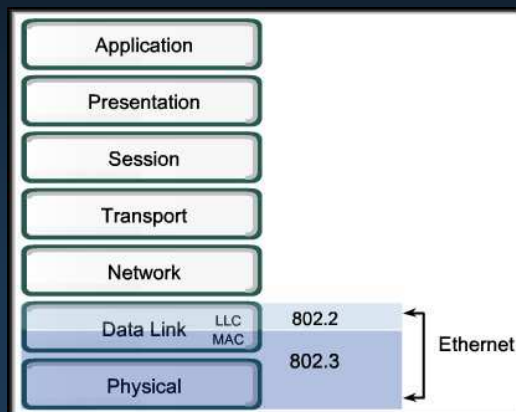 Application
Presentation
Session
Transport
Network
Data Link
LLC
MAC
802.2
802.3
Ethernet
Physical